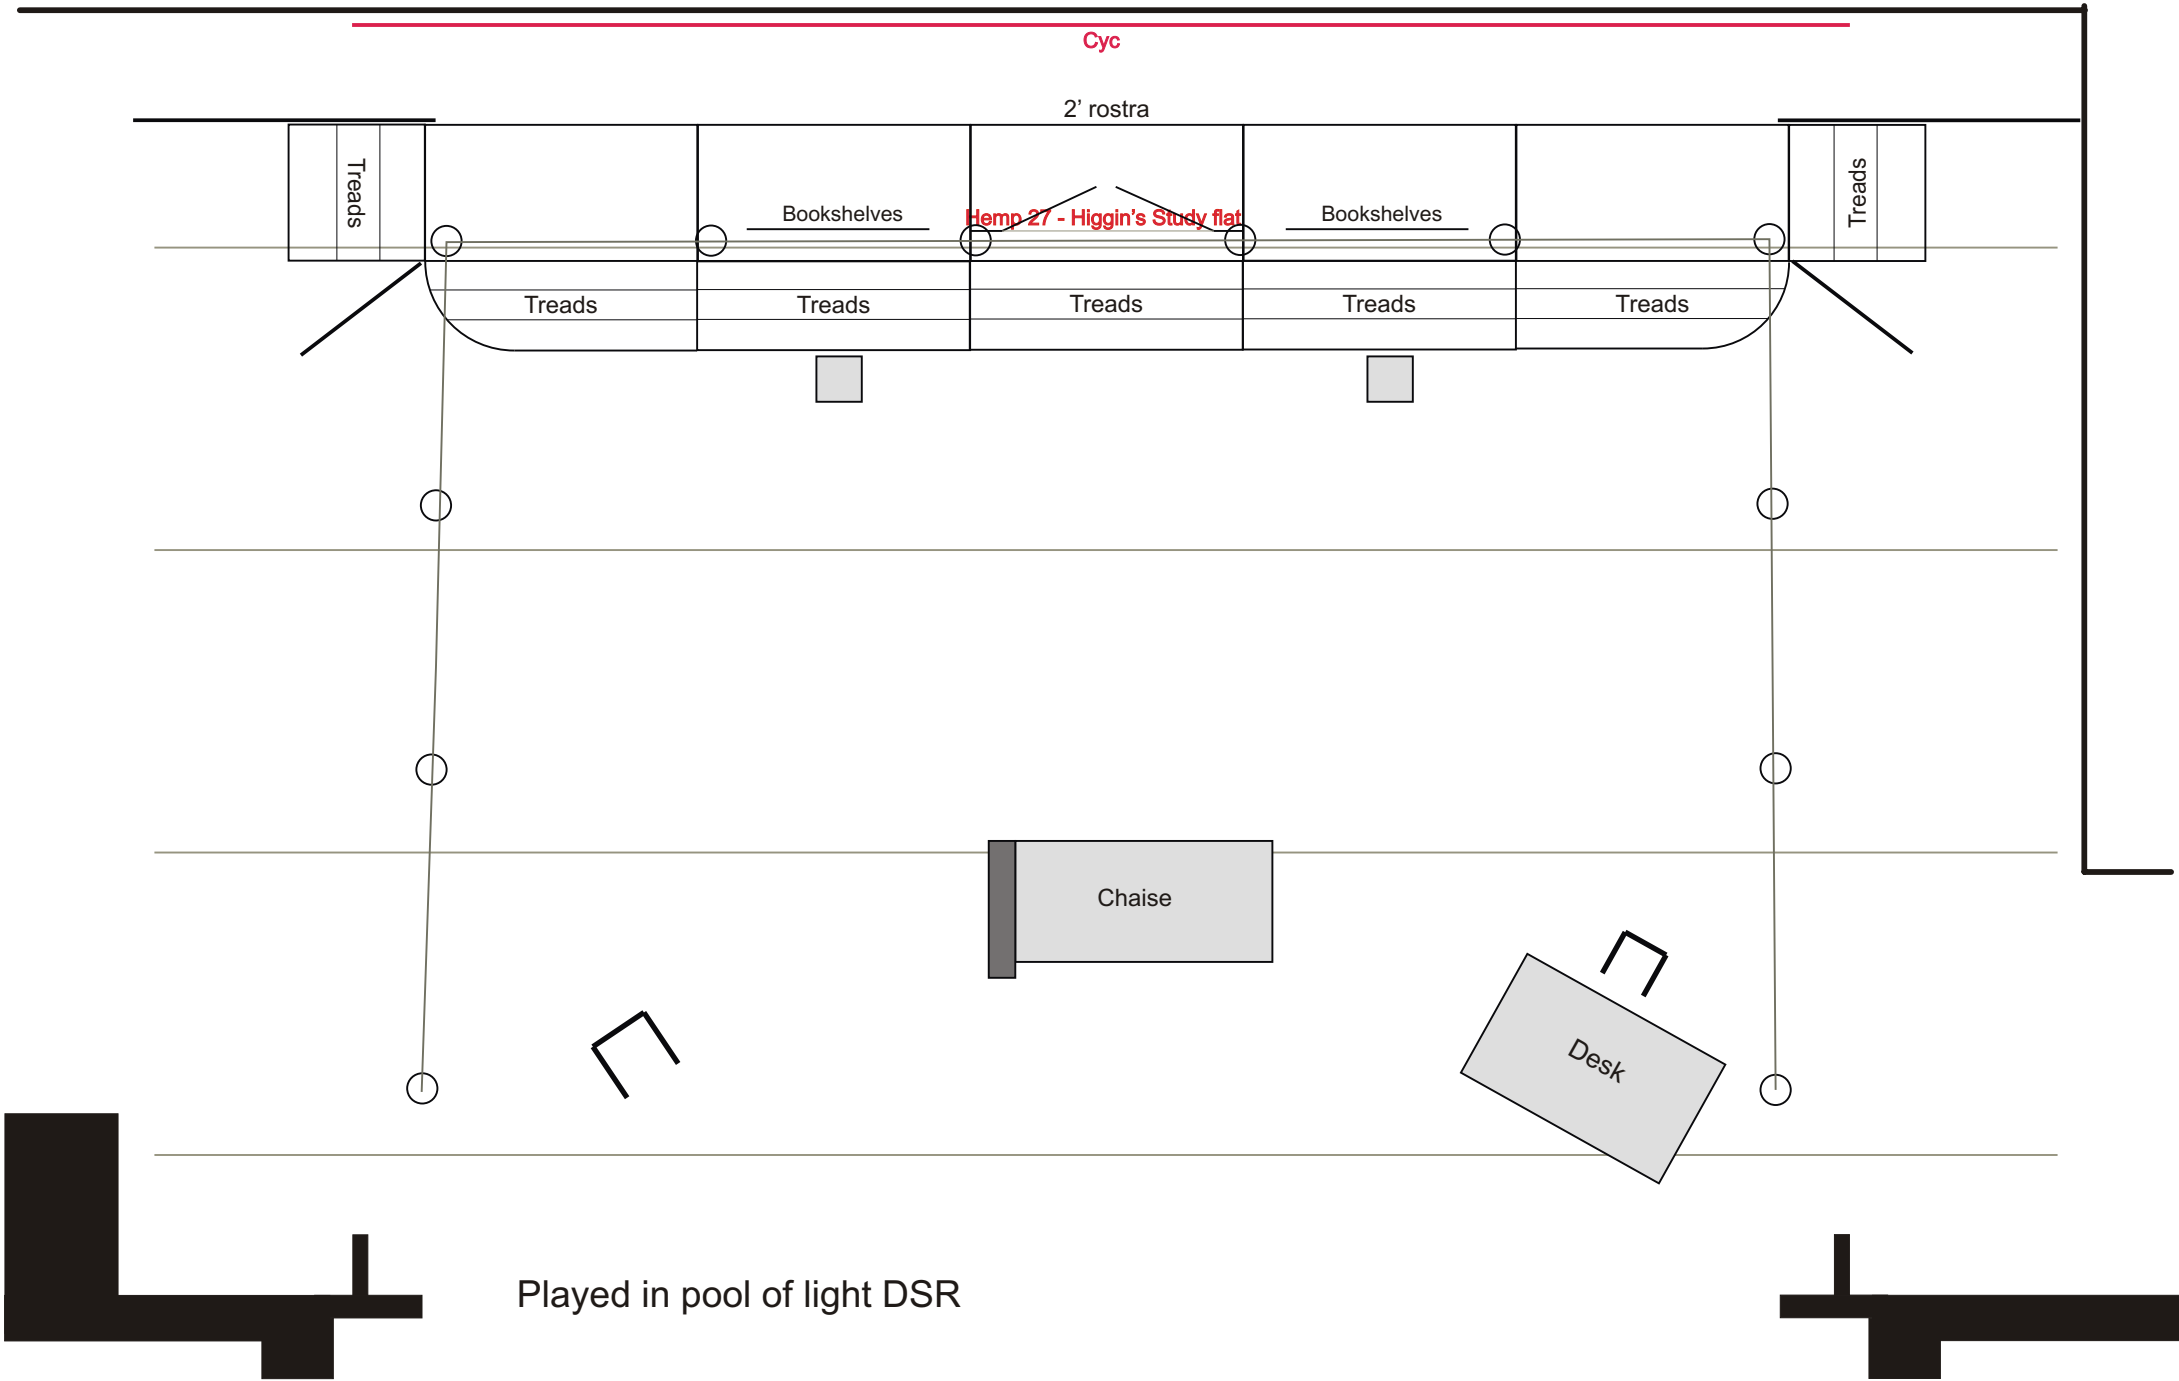 Cyc
2’ rostra
Treads
Treads
Bookshelves
Hemp 27 - Higgin’s Study flat
Bookshelves
Treads
Treads
Treads
Treads
Treads
Chaise
Desk
Played in pool of light DSR